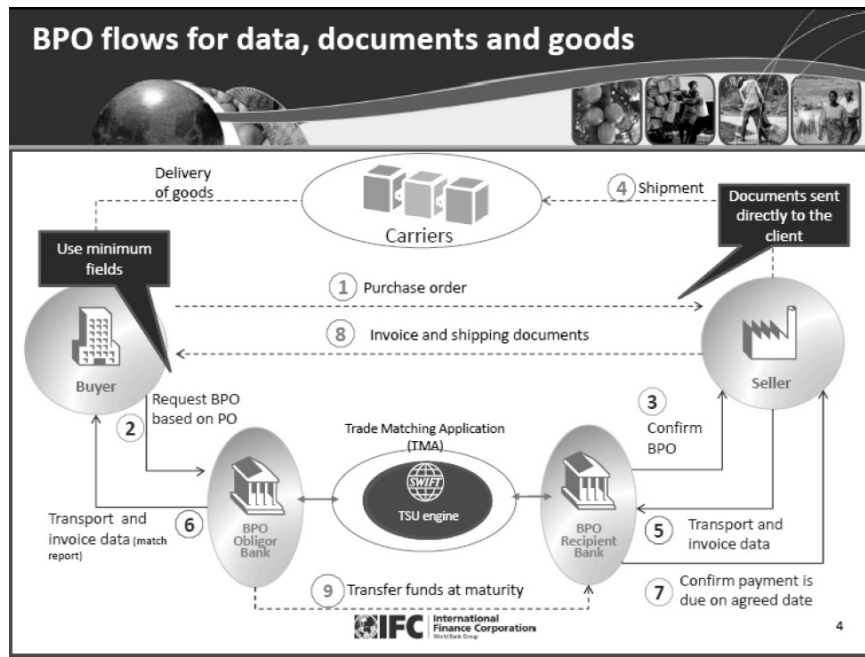 BPO flows for data, documents and goods
Delivery
of goods
Carriers
4 Shipment
Documents sent
directly to the
client
Use minimum
fields
1 Purchase order
8 Invoice and shipping documents
Buyer
Seller
2
Request BPO
based on PO
Trade Matching Application
(TMA)
SWIFT
TSU engine
3
Confirm
BPO
BPO
Obligor
Bank
BPO
Recipient
Bank
6
Transport and
invoice data (match
report)
5
Transport and
invoice data
9 Transfer funds at maturity
7
Confirm payment is
due on agreed date
IFC
International
Finance Corporation
World Bank Group
4